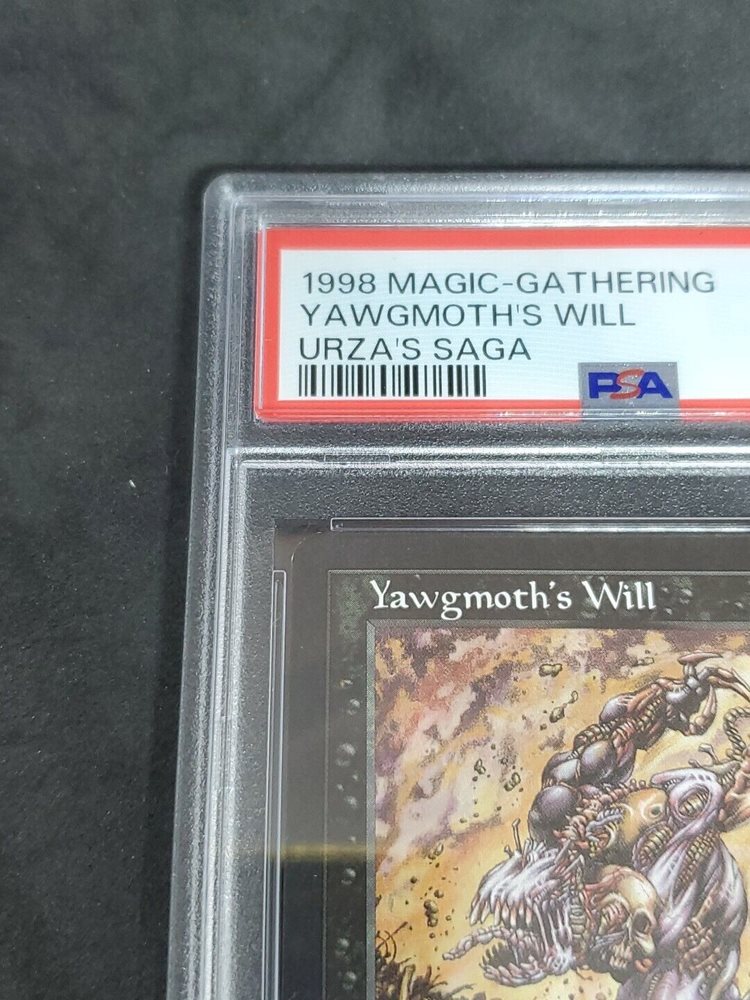 1998 MAGIC-GATHERING
YAWGMOTH'S WILL
URZA'S SAGA
PSA
Yawgmoth's Will